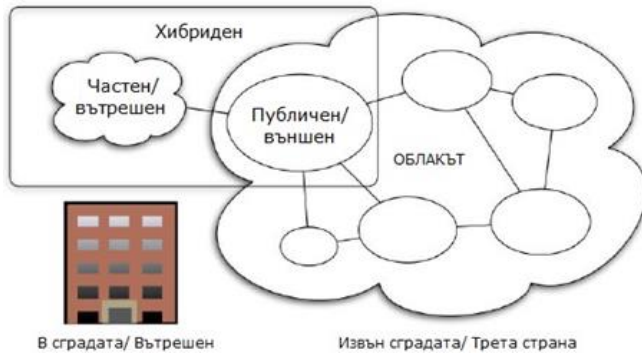 Хибриден
Частен/
вътрешен
Публичен/
външен
ОБЛАКЪТ
В сградата/ Вътрешен
Извън сградата/ Трета страна